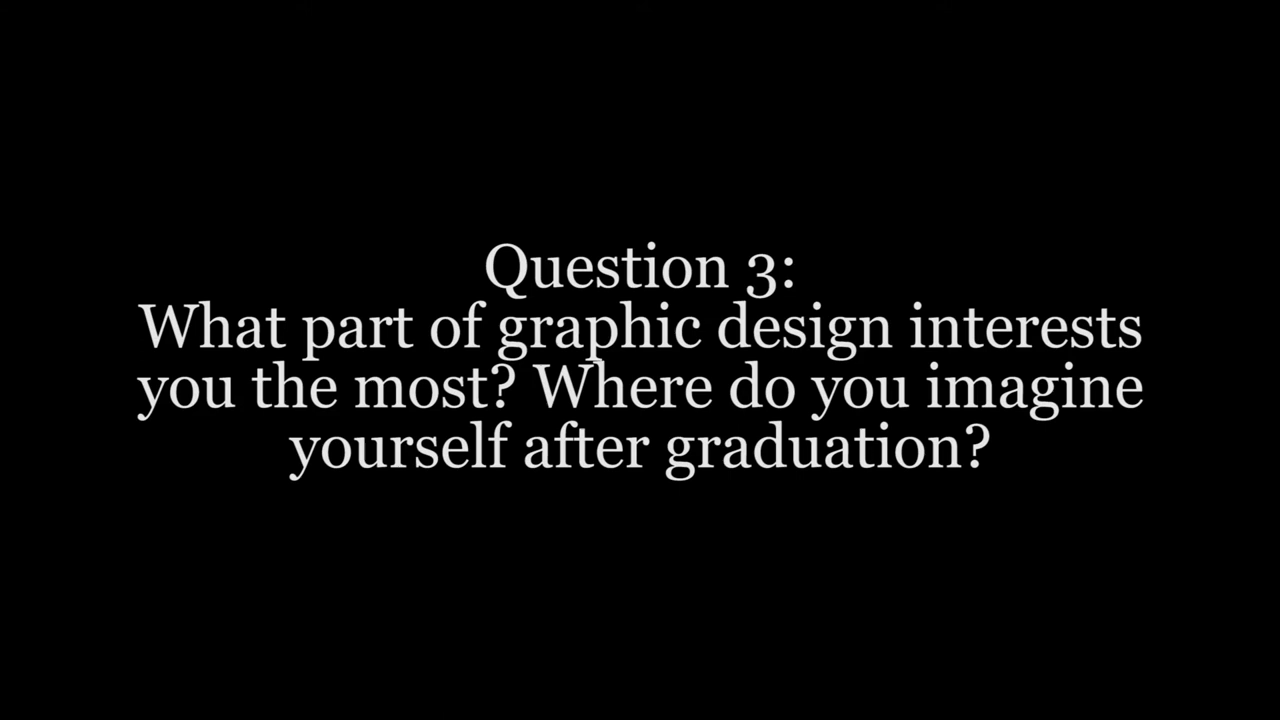 Question 3:
What part of graphic design interests
you the most? Where do you imagine
yourself after graduation?